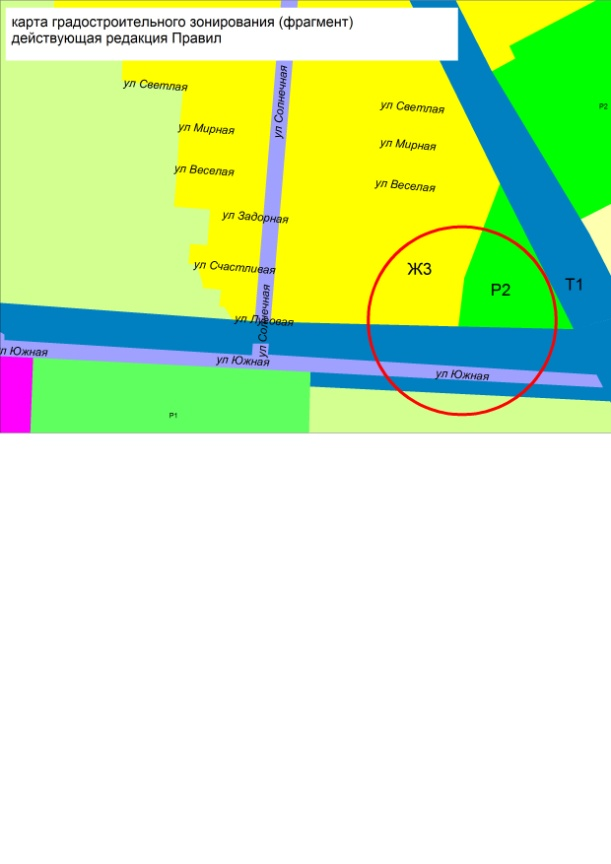 карта градостроительного зонирования (фрагмент)
действующая редакция Правил
ул Светлая
ул Солнечная
ул Светлая
Р2
ул Мирная
ул Мирная
ул Веселая
ул Веселая
ул Задорная
ул Счастливая
Ж3
Р2
Т1
ул Луговая
ул Солнечная
л Южная
ул Южная
ул Южная
Р1